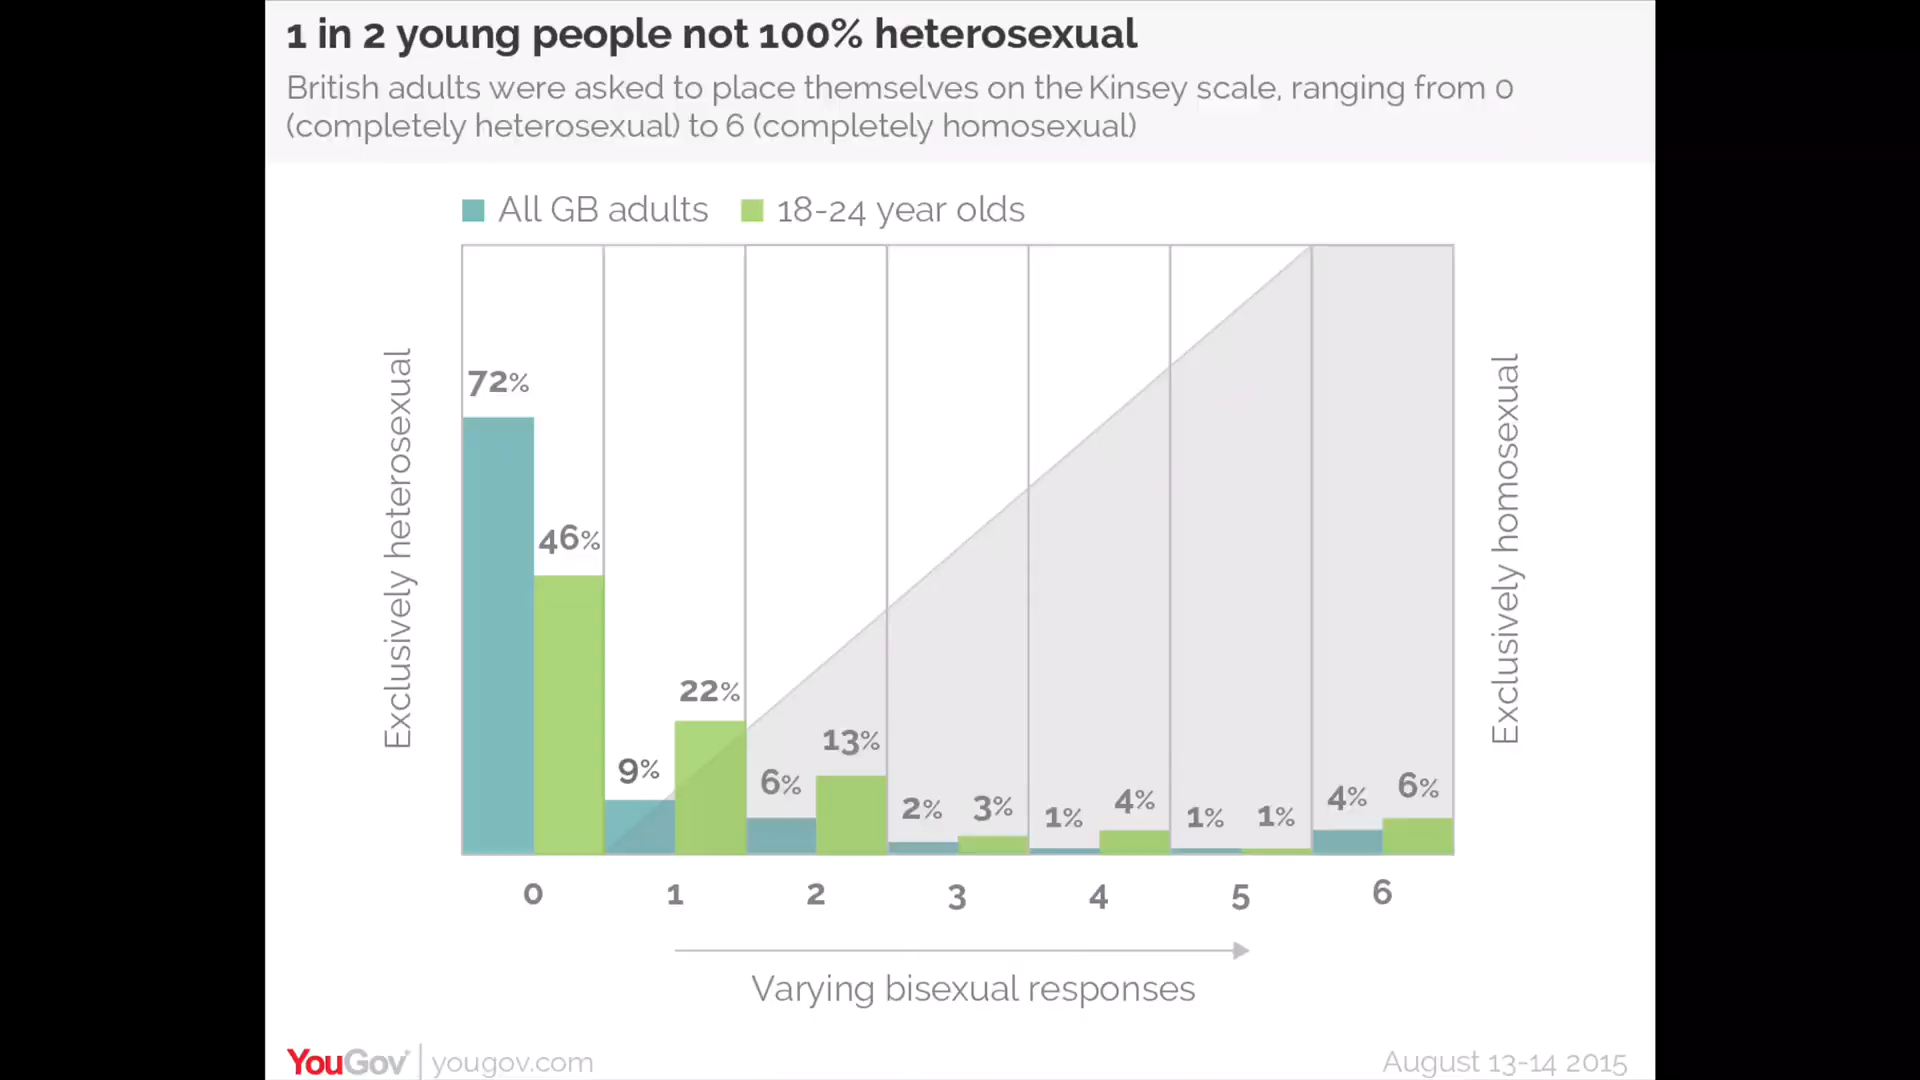 1 in 2 young people not 100% heterosexual
British adults were asked to place themselves on the Kinsey scale, ranging from 0
(completely heterosexual) to 6 (completely homosexual)
All GB adults 18-24 year olds
Exclusively heterosexual
72%
46%
9%
22%
6%
13%
2%
3%
1%
4%
1%
1%
4%
6%
Exclusively homosexual
0 1 2 3 4 5 6
Varying bisexual responses
YouGov | yougov.com
August 13-14 2015